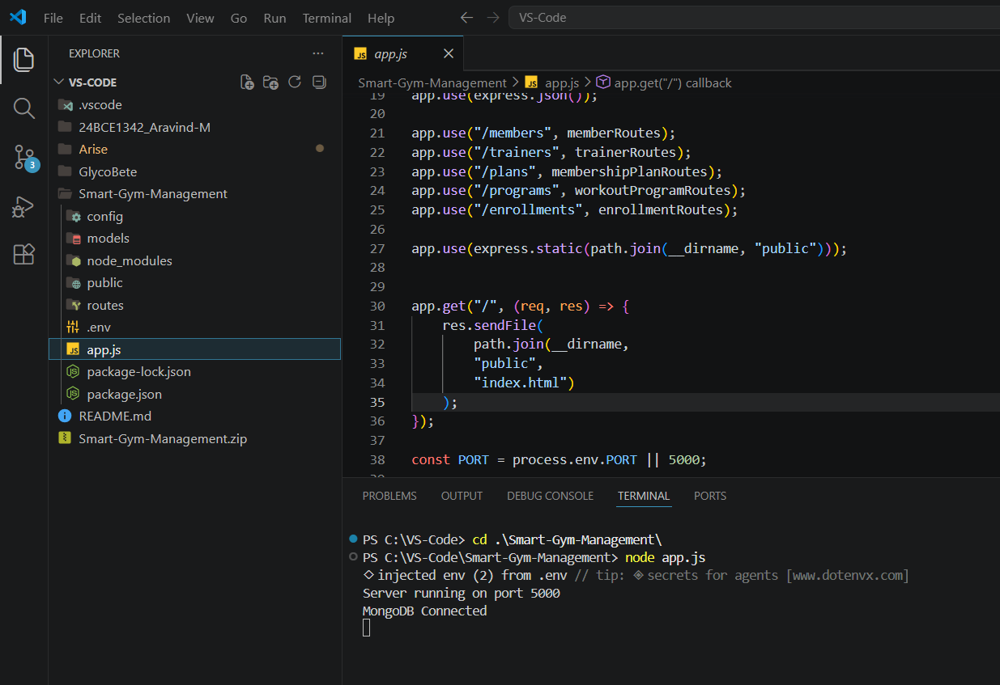 File Edit Selection View Go Run Terminal Help
VS-Code
EXPLORER
VS-CODE
.vscode
24BCE1342_Aravind-M
Arise
GlycoBete
Smart-Gym-Management
config
models
node_modules
public
routes
.env
app.js
package-lock.json
package.json
README.md
Smart-Gym-Management.zip
3
app.js
Smart-Gym-Management > app.js > app.get("/") callback
19 app.use(express.json());
20
21 app.use("/members", memberRoutes);
22 app.use("/trainers", trainerRoutes);
23 app.use("/plans", membershipPlanRoutes);
24 app.use("/programs", workoutProgramRoutes);
25 app.use("/enrollments", enrollmentRoutes);
26
27 app.use(express.static(path.join(__dirname, "public")));
28
29
30 app.get("/", (req, res) => {
31 res.sendFile(
32 path.join(__dirname,
33 "public",
34 "index.html")
35 );
36 });
37
38 const PORT = process.env.PORT || 5000;
PROBLEMS OUTPUT DEBUG CONSOLE TERMINAL PORTS
PS C:\VS-Code> cd .\Smart-Gym-Management\
PS C:\VS-Code\Smart-Gym-Management> node app.js
◇ injected env (2) from .env // tip: ◈ secrets for agents [www.dotenvx.com]
Server running on port 5000
MongoDB Connected